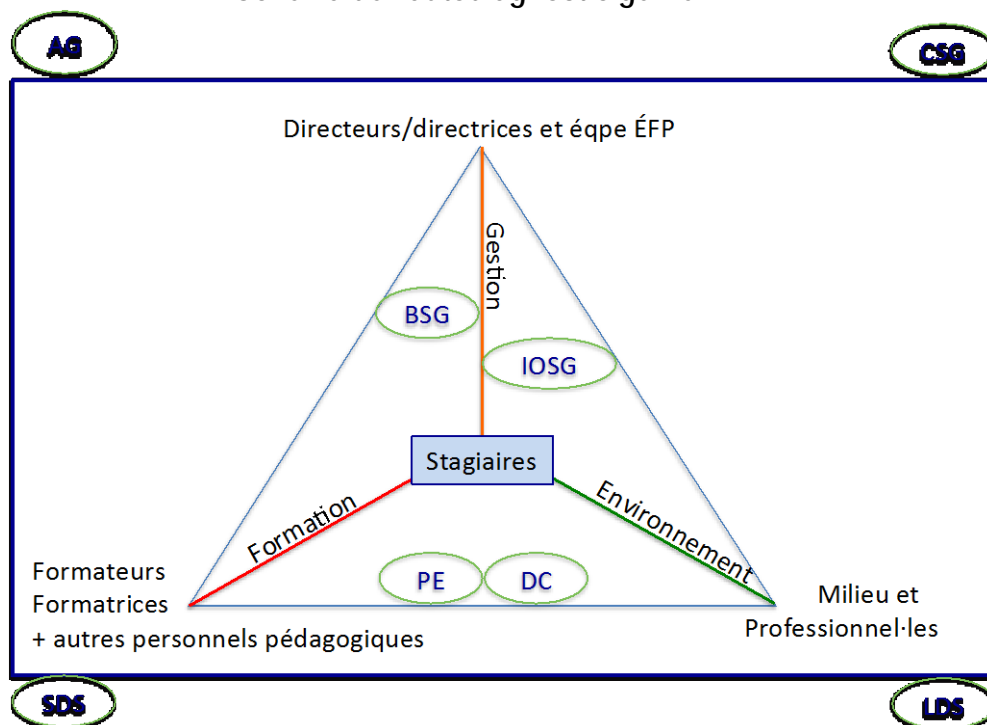 AG
CSG
Directeurs/directrices et éqpe ÉFP
Gestion
BSG
IOSG
Stagiaires
Formation
Environnement
PE
DC
Formateurs
Formatrices
+ autres personnels pédagogiques
Milieu et
Professionnel·les
SDS
LDS